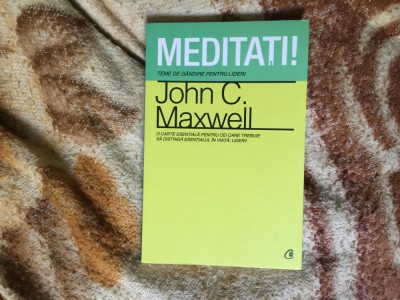 MEDITAȚI!
TEME DE GÂNDIRE PENTRU LIDERI
John C.
Maxwell
O CARTE ESENȚIALĂ PENTRU CEI CARE TREBUIE
SĂ DISTINGĂ ESENȚIALUL ÎN VIAȚĂ: LIDERII